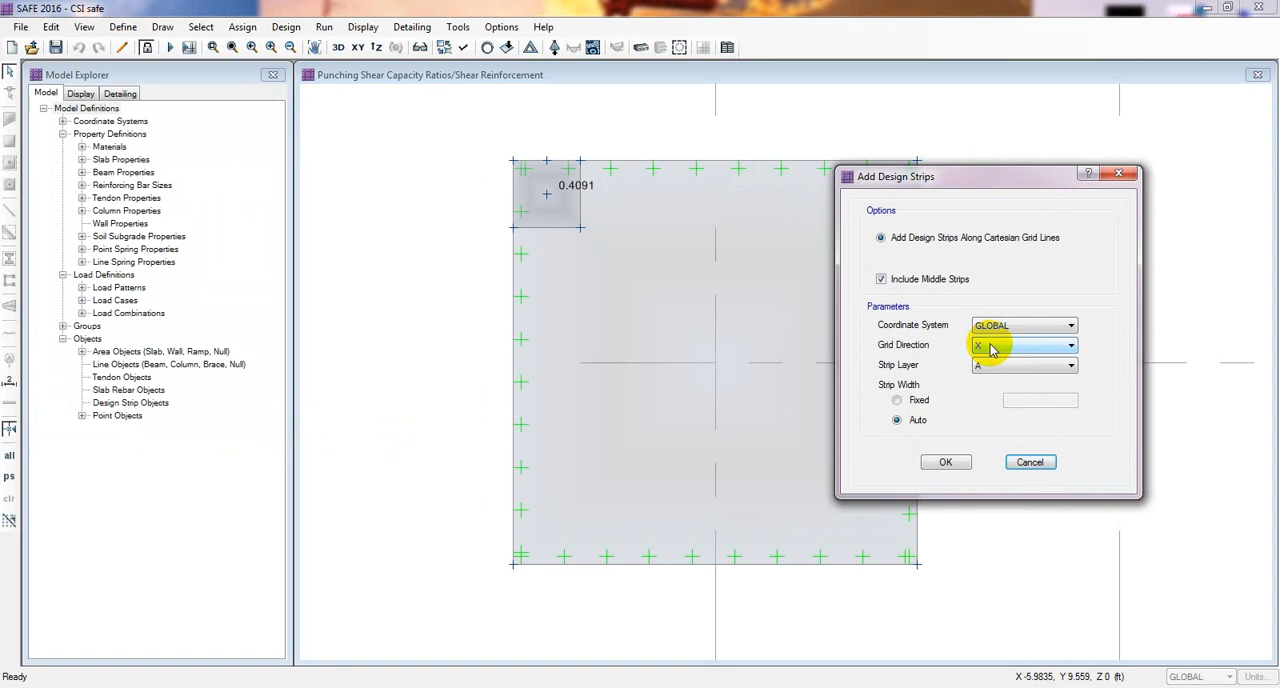 SAFE 2016 - CSI safe
File Edit View Define Draw Select Assign Design Run Display Detailing Tools Options Help
3D XY
Model Explorer
Model Display Detailing
Model Definitions
Coordinate Systems
Property Definitions
Materials
Slab Properties
Beam Properties
Reinforcing Bar Sizes
Tendon Properties
Column Properties
Wall Properties
Soil Subgrade Properties
Point Spring Properties
Line Spring Properties
Load Definitions
Load Patterns
Load Cases
Load Combinations
Groups
Objects
Area Objects (Slab, Wall, Ramp, Null)
Line Objects (Beam, Column, Brace, Null)
Tendon Objects
Slab Rebar Objects
Design Strip Objects
Point Objects
all
ps
clr
Punching Shear Capacity Ratios/Shear Reinforcement
0.4091
Add Design Strips
Options
Add Design Strips Along Cartesian Grid Lines
Include Middle Strips
Parameters
Coordinate System GLOBAL
Grid Direction X
Strip Layer A
Strip Width
Fixed
Auto
OK Cancel
Ready
X -5.9835, Y 9.559, Z 0 (ft)
GLOBAL
Units...